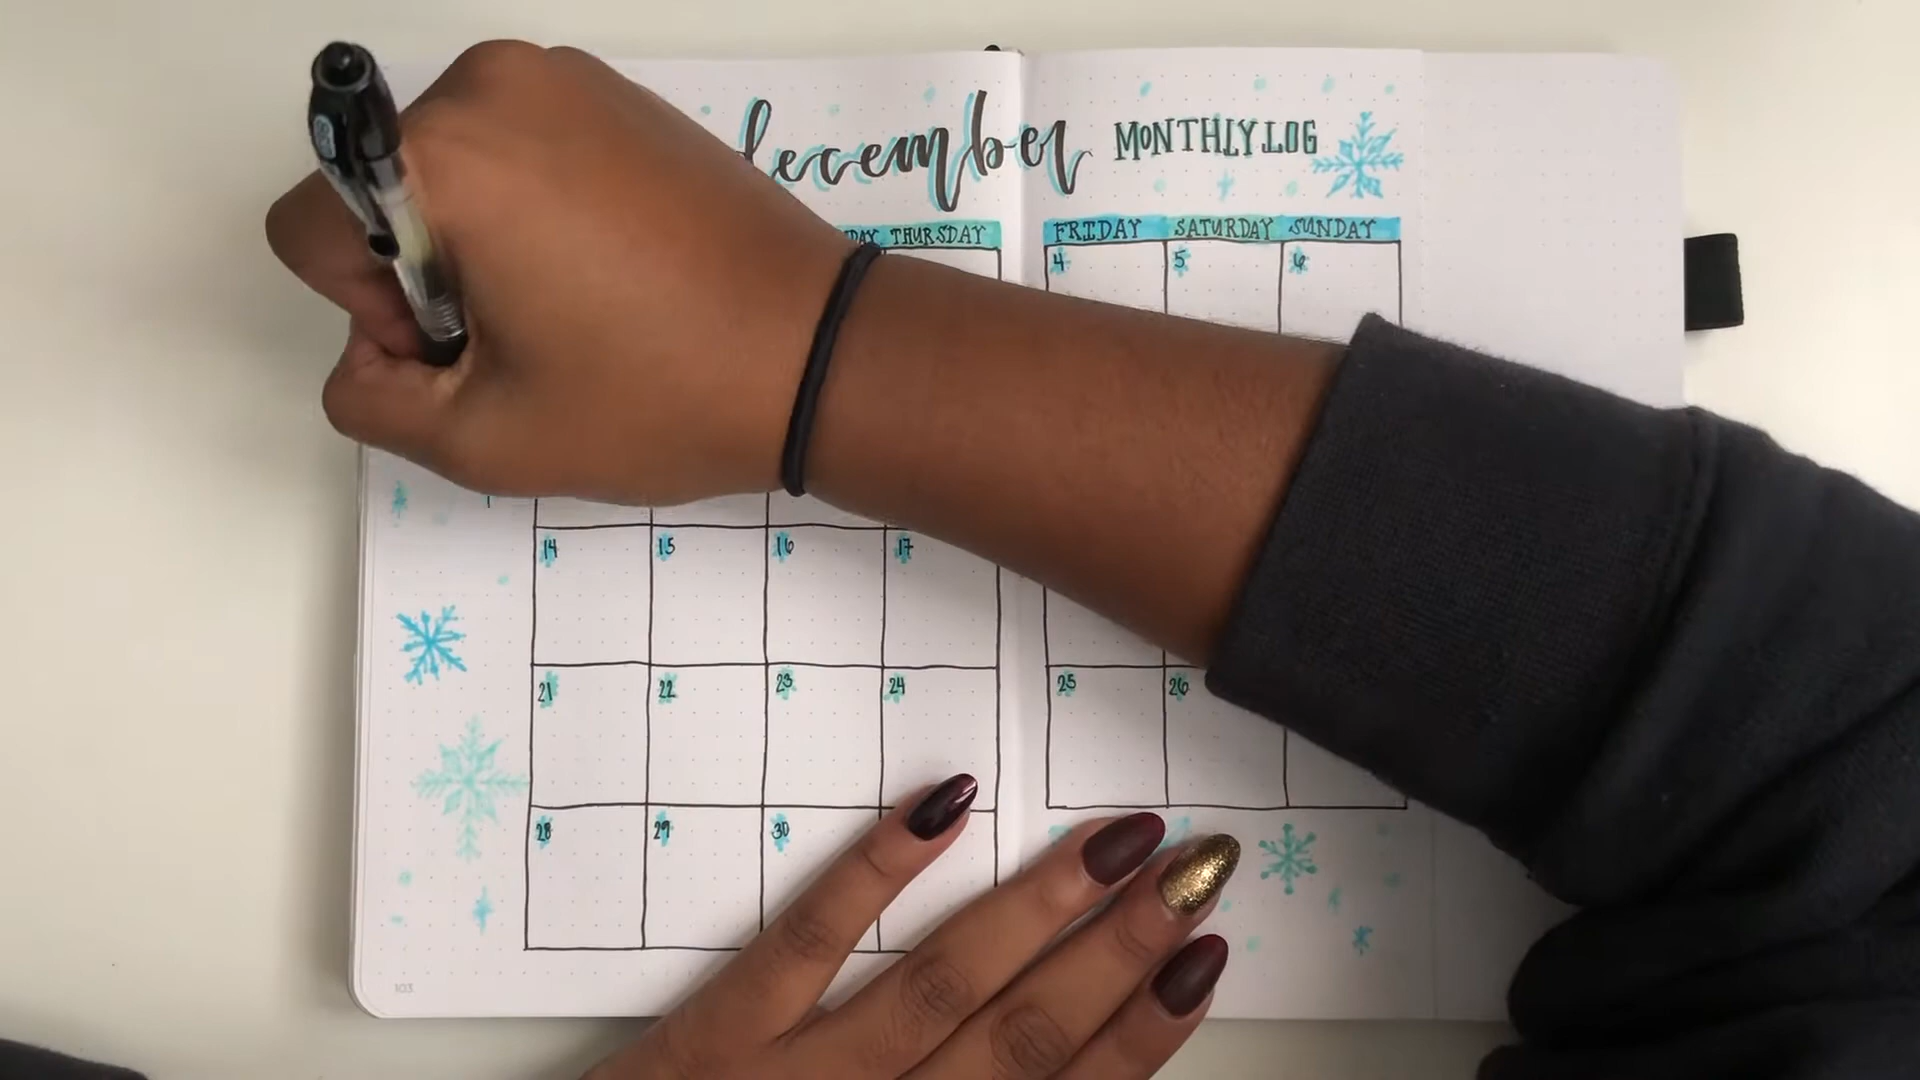 december MONTHLY LOG
THURSDAY FRIDAY SATURDAY SUNDAY
4 5 6
14 15 16 17
21 22 23 24 25 26
28 29 30
103